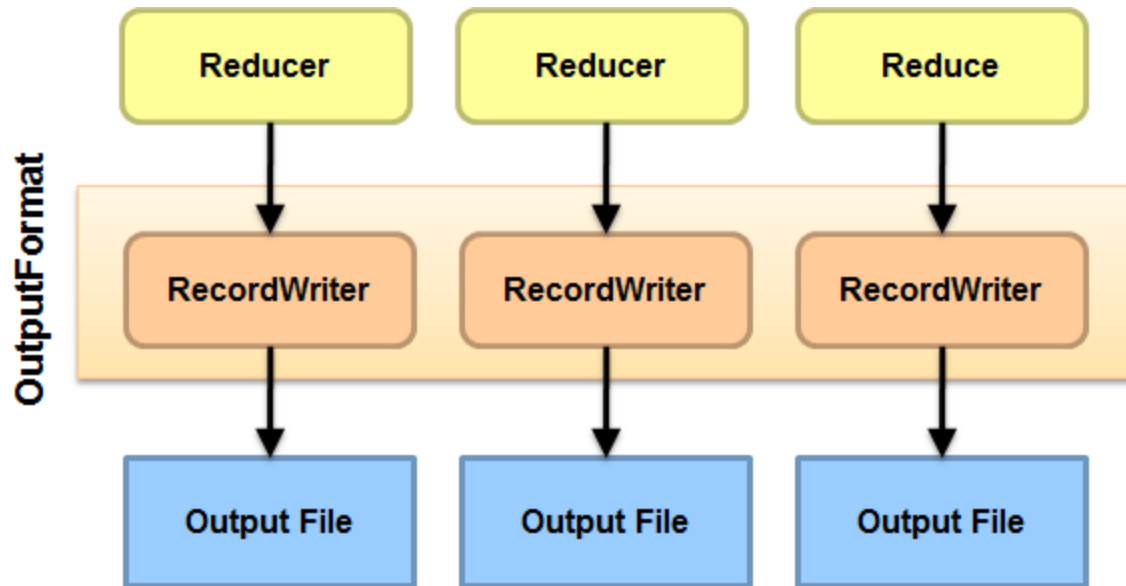 Reducer
Reducer
Reduce
OutputFormat
RecordWriter
RecordWriter
RecordWriter
Output File
Output File
Output File